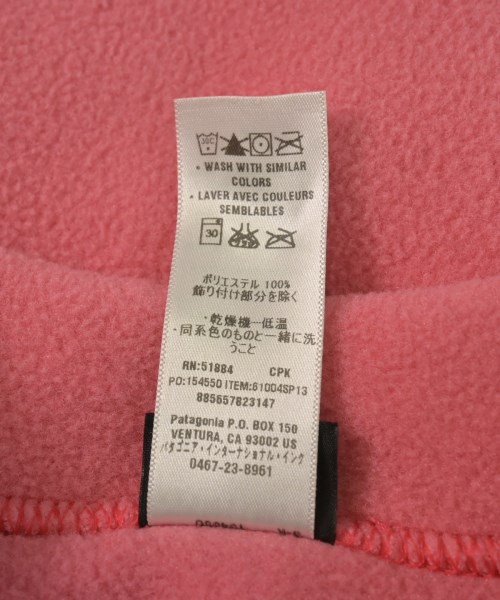 30C
• WASH WITH SIMILAR
COLORS
• LAVER AVEC COULEURS
SEMBLABLES
30
ポリエステル 100%
飾り付け部分を除く
・乾燥機―低温
・同系色のものと一緒に洗
うこと
RN:51884 CPK
PO:154550 ITEM:61004SP13
885657823147
Patagonia P.O. BOX 150
VENTURA, CA 93002 US
パタゴニア・インターナショナル・インク
0467-23-8961